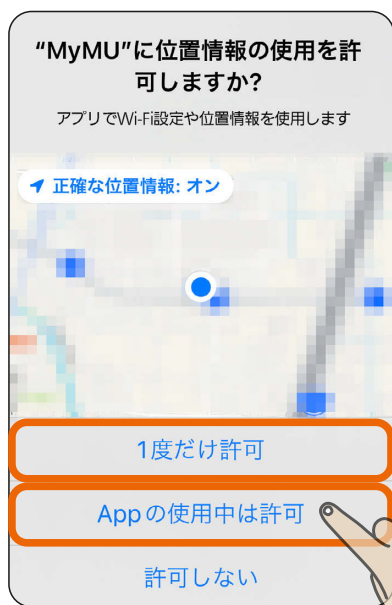 “MyMU”に位置情報の使用を許
可しますか?
アプリでWi-Fi設定や位置情報を使用します
正確な位置情報: オン
1度だけ許可
Appの使用中は許可
許可しない